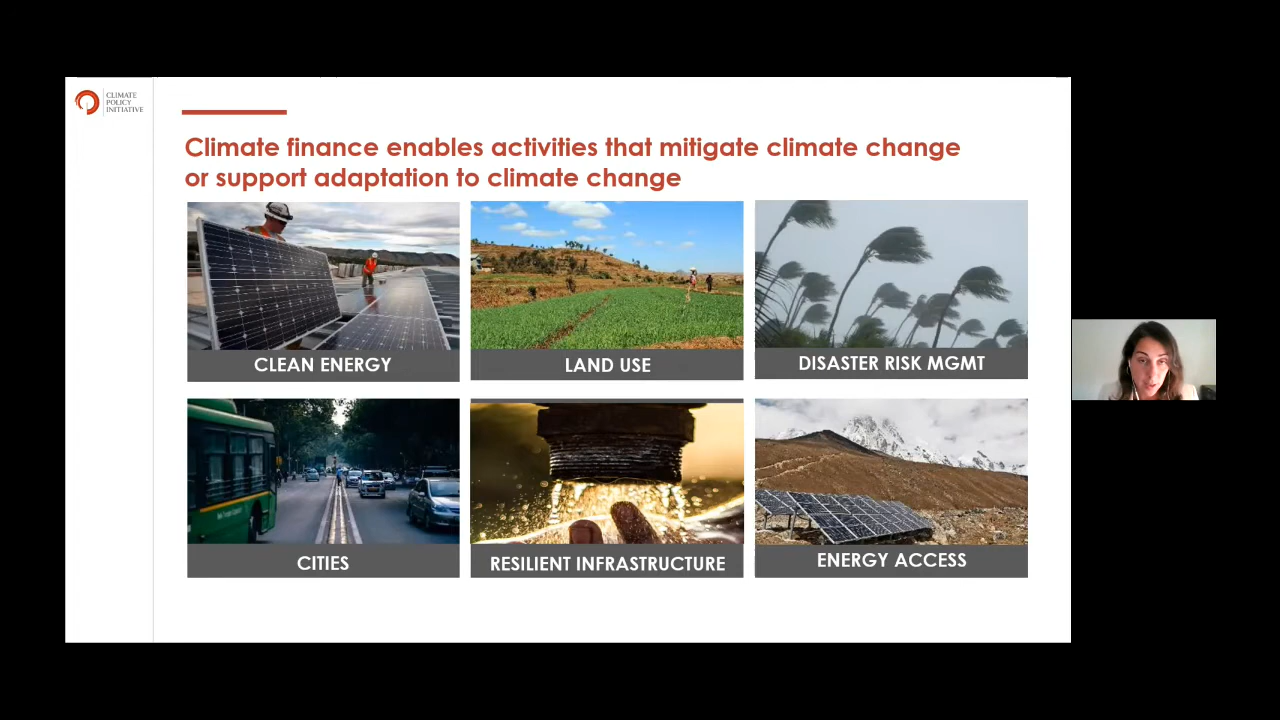 CLIMATE
POLICY
INITIATIVE
Climate finance enables activities that mitigate climate change
or support adaptation to climate change
CLEAN ENERGY
LAND USE
DISASTER RISK MGMT
CITIES
RESILIENT INFRASTRUCTURE
ENERGY ACCESS